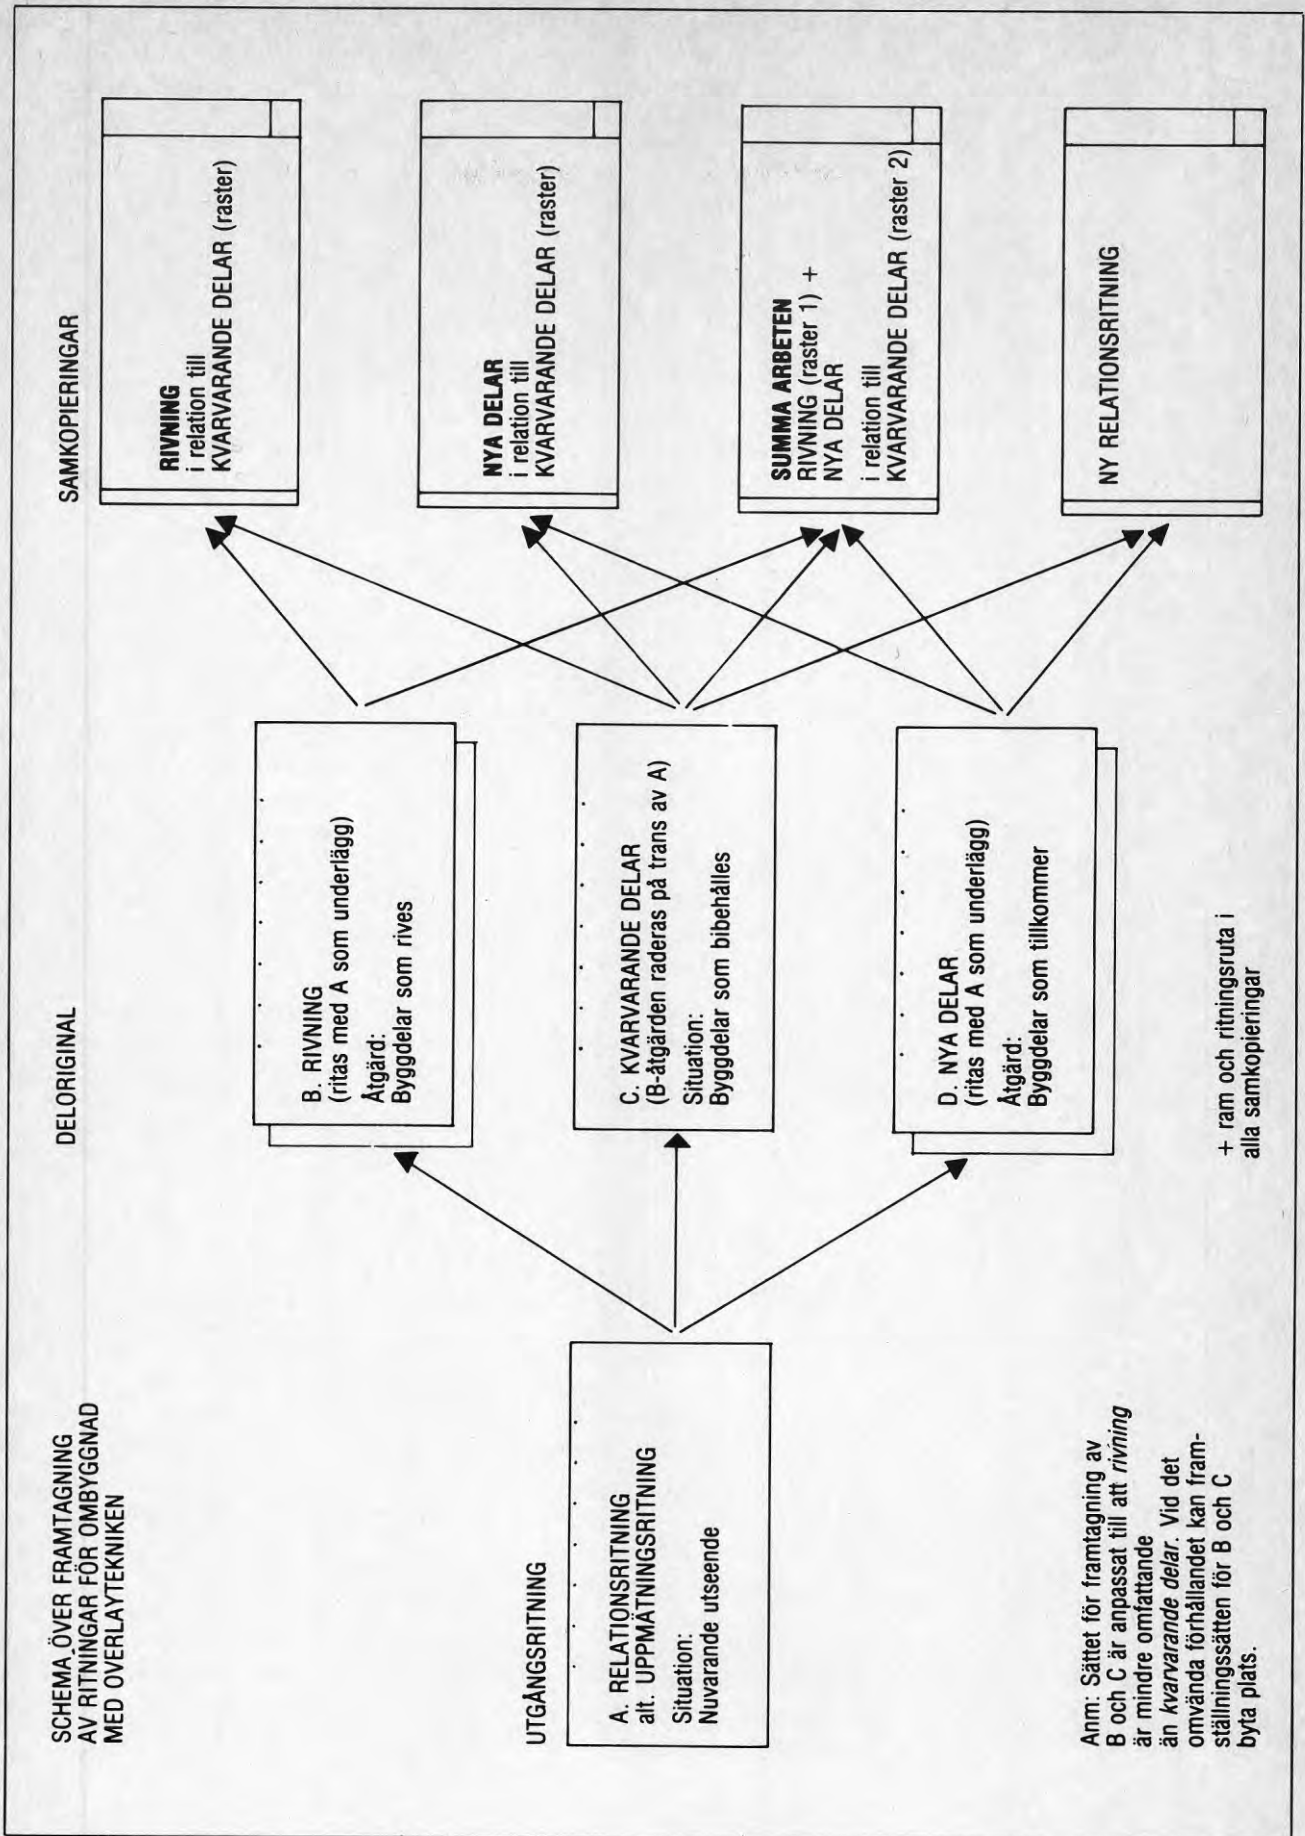 SCHEMA ÖVER FRAMTAGNING
AV RITNINGAR FÖR OMBYGGNAD
MED OVERLAYTEKNIKEN
UTGÅNGSRITNING
A. RELATIONSRITNING
alt. UPPMÄTNINGSRITNING
Situation:
Nuvarande utseende
Anm: Sättet för framtagning av
B och C är anpassat till att rivning
är mindre omfattande
än kvarvarande delar. Vid det
omvända förhållandet kan fram-
ställningssätten för B och C
byta plats.
DELORIGINAL
B. RIVNING
(ritas med A som underlägg)
Åtgärd:
Byggdelar som rives
C. KVARVARANDE DELAR
(B-åtgärden raderas på trans av A)
Situation:
Byggdelar som bibehålles
D. NYA DELAR
(ritas med A som underlägg)
Åtgärd:
Byggdelar som tillkommer
+ ram och ritningsruta i
alla samkopieringar
SAMKOPIERINGAR
RIVNING
i relation till
KVARVARANDE DELAR (raster)
NYA DELAR
i relation till
KVARVARANDE DELAR (raster)
SUMMA ARBETEN
RIVNING (raster 1) +
NYA DELAR
i relation till
KVARVARANDE DELAR (raster 2)
NY RELATIONSRITNING